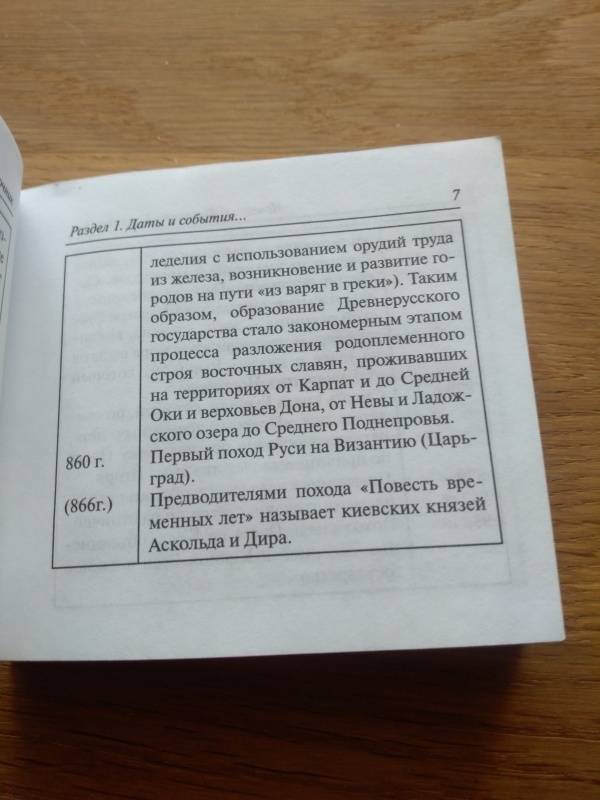 Раздел 1. Даты и события...
7
леделия с использованием орудий труда
из железа, возникновение и развитие го-
родов на пути «из варяг в греки»). Таким
образом, образование Древнерусского
государства стало закономерным этапом
процесса разложения родоплеменного
строя восточных славян, проживавших
на территориях от Карпат и до Средней
Оки и верховьев Дона, от Невы и Ладож-
ского озера до Среднего Поднепровья.
860 г. Первый поход Руси на Византию (Царь-
град).
(866г.) Предводителями похода «Повесть вре-
менных лет» называет киевских князей
Аскольда и Дира.